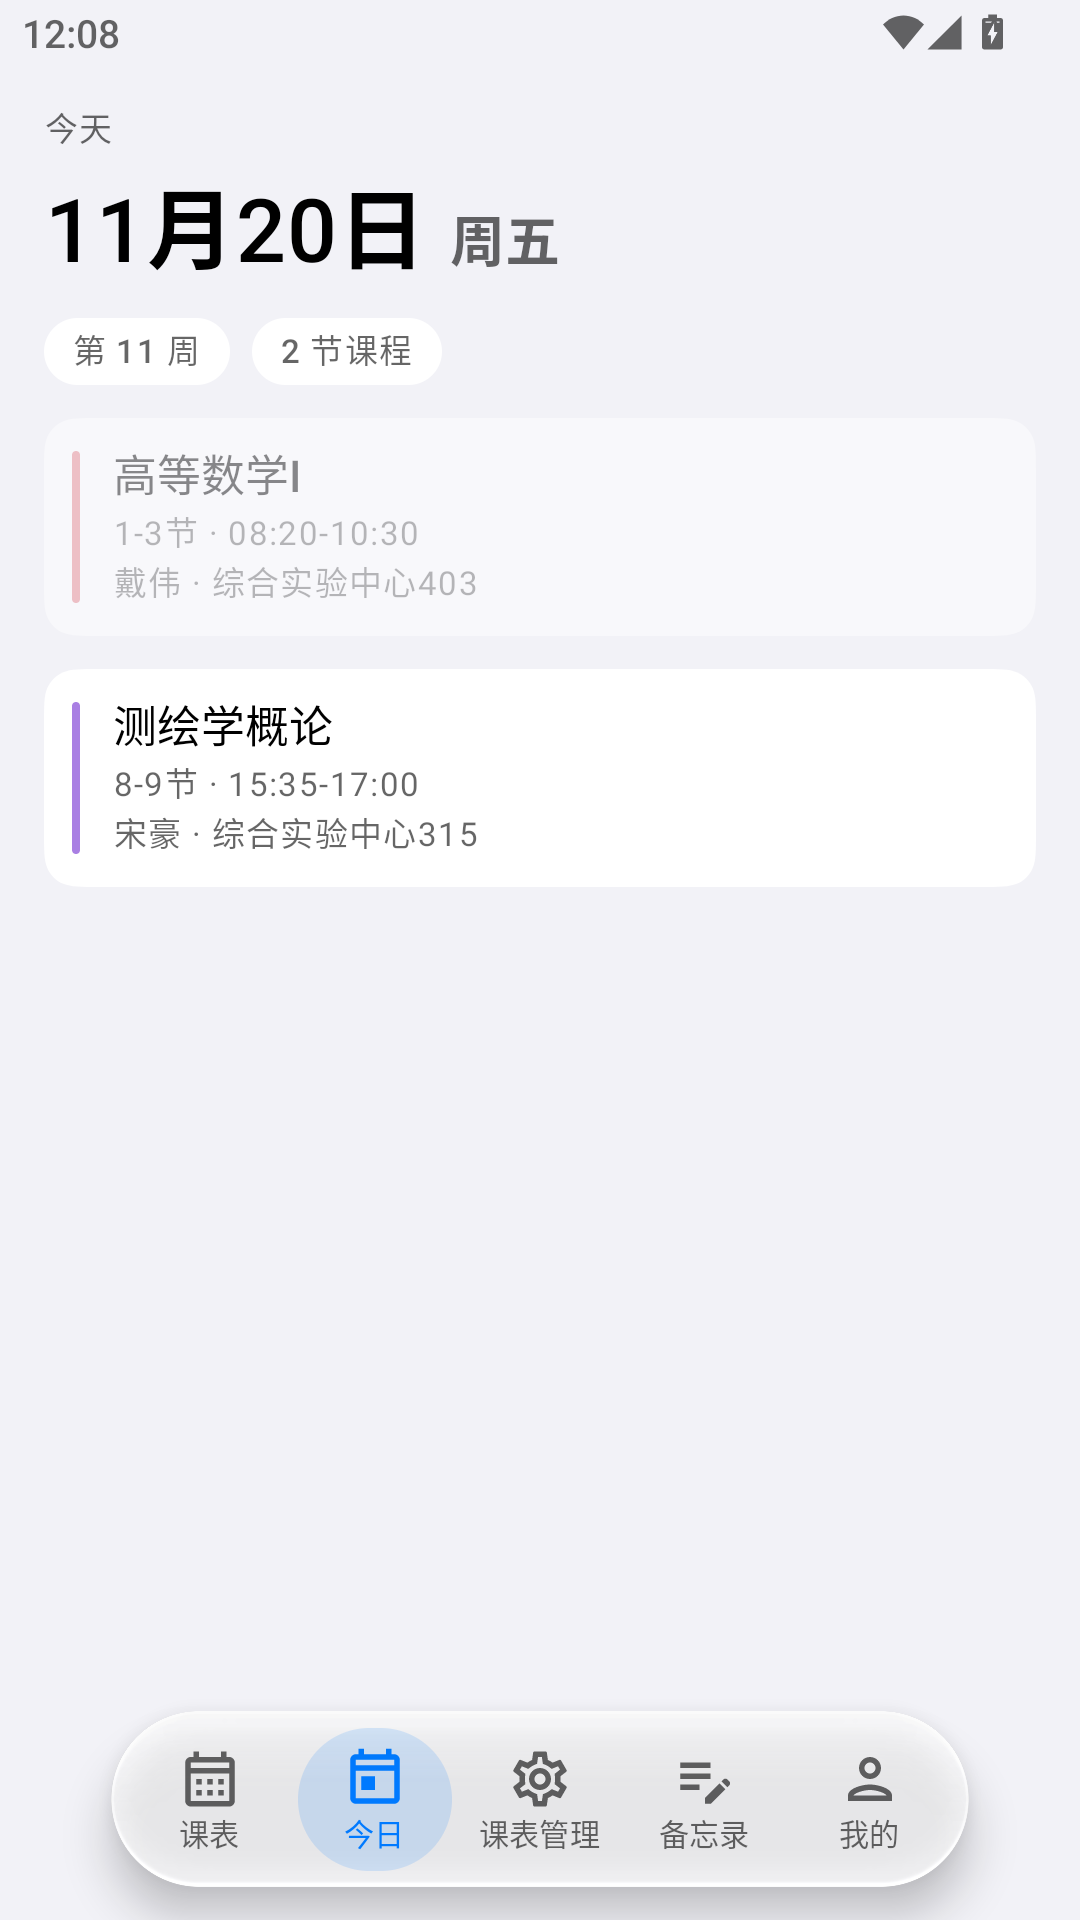 12:08
今天
11月20日 周五
第 11 周 2 节课程
高等数学I
1-3节 · 08:20-10:30
戴伟 · 综合实验中心403
测绘学概论
8-9节 · 15:35-17:00
宋豪 · 综合实验中心315
课表 今日 课表管理 备忘录 我的